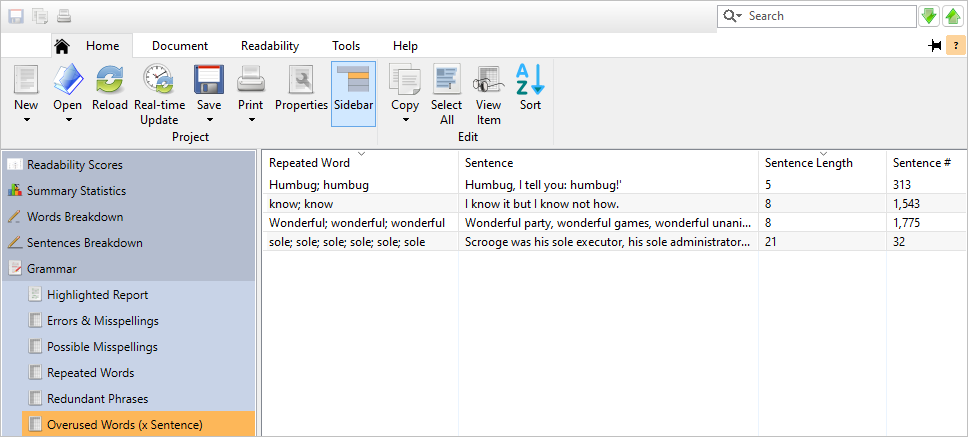 Search
Home Document Readability Tools Help
?
New Open Reload Real-time Update Save Print Properties Sidebar Copy Select All View Item Sort
Project Edit
Readability Scores
Summary Statistics
Words Breakdown
Sentences Breakdown
Grammar
Highlighted Report
Errors & Misspellings
Possible Misspellings
Repeated Words
Redundant Phrases
Overused Words (x Sentence)
Repeated Word Sentence Sentence Length Sentence #
Humbug; humbug Humbug, I tell you: humbug!' 5 313
know; know I know it but I know not how. 8 1,543
Wonderful; wonderful; wonderful Wonderful party, wonderful games, wonderful unani... 8 1,775
sole; sole; sole; sole; sole; sole Scrooge was his sole executor, his sole administrator... 21 32